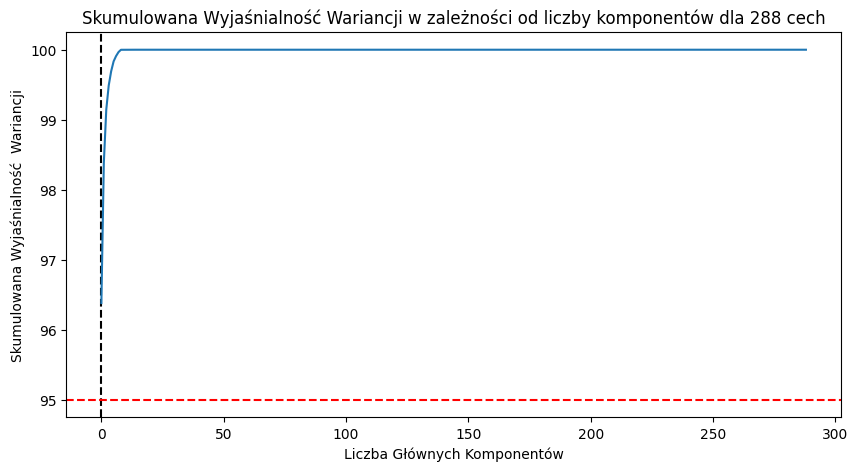 Skumulowana Wyjaśnialność Wariancji w zależności od liczby komponentów dla 288 cech
Skumulowana Wyjaśnialność  Wariancji
100
99
98
97
96
95
0 50 100 150 200 250 300
Liczba Głównych Komponentów